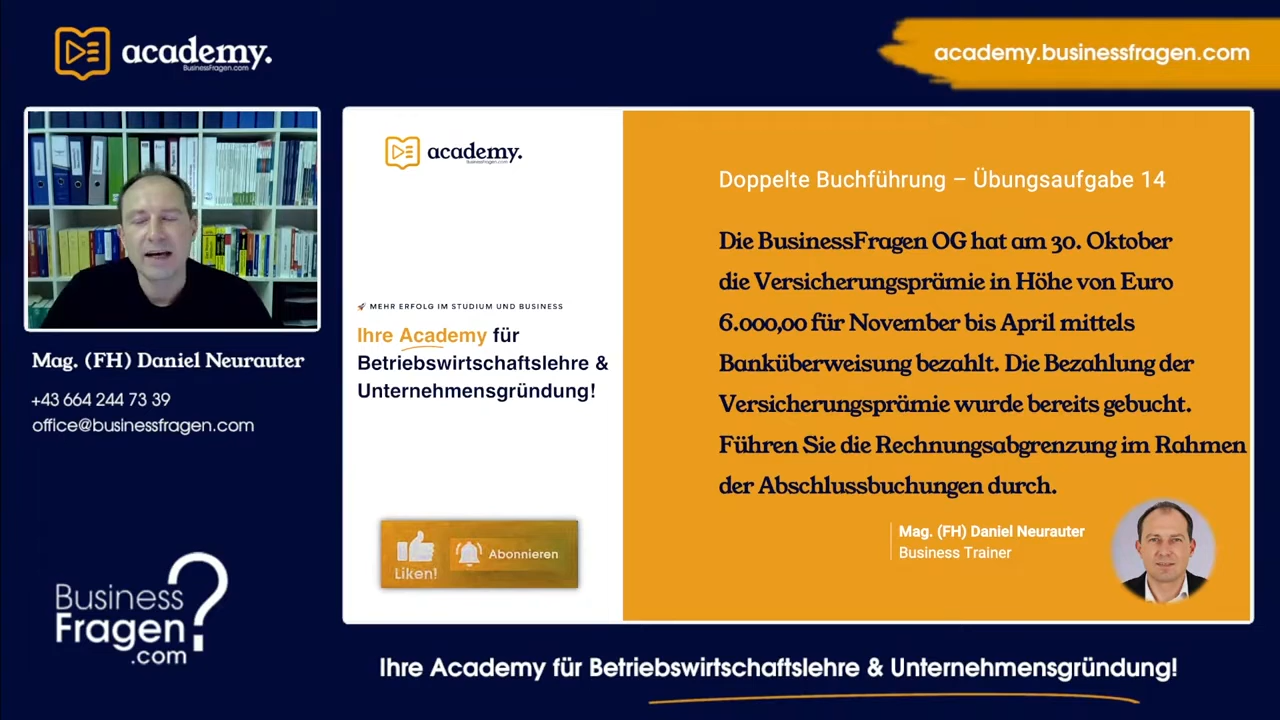 academy.
BusinessFragen.com
academy.businessfragen.com
Mag. (FH) Daniel Neurauter
+43 664 244 73 39
office@businessfragen.com
Business
Fragen
.com
?
academy.
BusinessFragen.com
🚀 MEHR ERFOLG IM STUDIUM UND BUSINESS
Ihre Academy für
Betriebswirtschaftslehre &
Unternehmensgründung!
Liken!
Abonnieren
Doppelte Buchführung – Übungsaufgabe 14
Die BusinessFragen OG hat am 30. Oktober
die Versicherungsprämie in Höhe von Euro
6.000,00 für November bis April mittels
Banküberweisung bezahlt. Die Bezahlung der
Versicherungsprämie wurde bereits gebucht.
Führen Sie die Rechnungsabgrenzung im Rahmen
der Abschlussbuchungen durch.
Mag. (FH) Daniel Neurauter
Business Trainer
Ihre Academy für Betriebswirtschaftslehre & Unternehmensgründung!